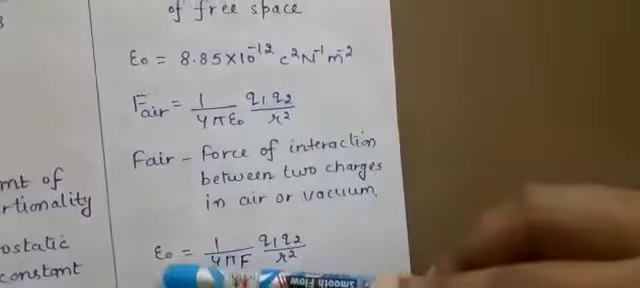 of free space
ε₀ = 8.85×10⁻¹² c²N⁻¹m⁻²
Fair = 1/4πε₀ q₁q₂/r²
Fair – force of interaction
between two charges
in air or vacuum.
ε₀ = 1/4πF q₁q₂/r²
mt of
rtionality
ostatic
constant
Smooth Flow